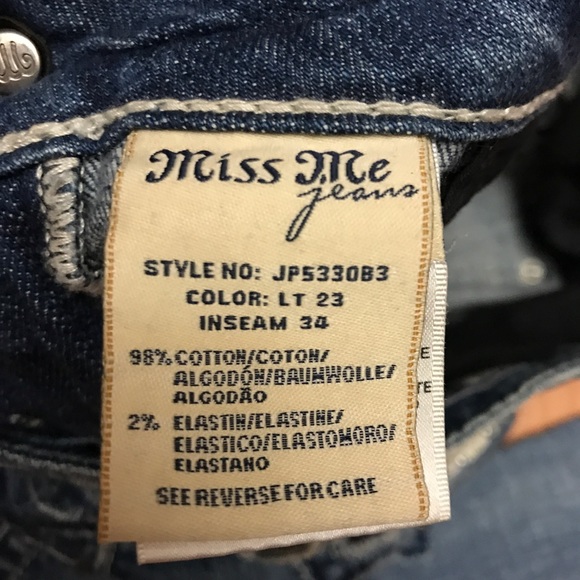 Miss Me
jeans
STYLE NO: JP5330B3
COLOR: LT 23
INSEAM 34
98% COTTON/COTON/
ALGODÓN/BAUMWOLLE/
ALGODÃO
2% ELASTIN/ELASTINE/
ELASTICO/ELASTOMORO/
ELASTANO
SEE REVERSE FOR CARE